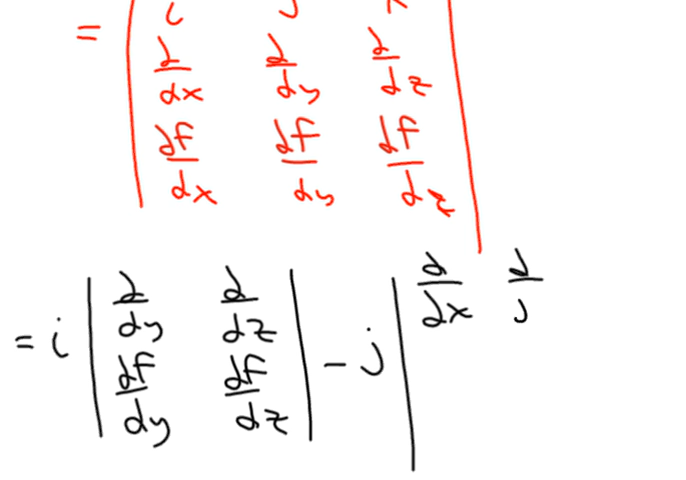 i j k
= | d/dx d/dy d/dz |
| df/dx df/dy df/dz |
= i | d/dy d/dz | - j | d/dx d/
| df/dy df/dz |